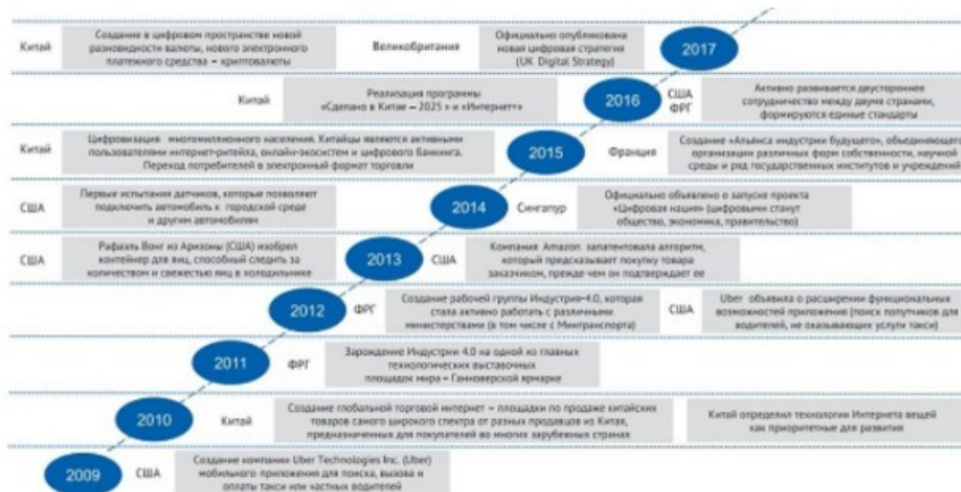 Китай
Создание в цифровом пространстве новой
разновидности валюты, нового электронного
платежного средства – криптовалюты
Великобритания
Официально опубликована
новая цифровая стратегия
(UK Digital Strategy)
2017
Китай
Реализация программы
«Сделано в Китае – 2025» и «Интернет+»
2016
США
ФРГ
Активно развивается двустороннее
сотрудничество между двумя странами,
формируются единые стандарты
Китай
Цифровизация многомиллионного населения. Китайцы являются активными
пользователями интернет-ритейла, онлайн-экосистем и цифрового банкинга.
Переход потребителей в электронный формат торговли
2015
Франция
Создание «Альянса индустрии будущего», объединяющего
организации различных форм собственности, научной
среды и ряд государственных институтов и учреждений
США
Первые испытания датчиков, которые позволяют
подключить автомобиль к городской среде
и другим автомобилям
2014
Сингапур
Официально объявлено о запуске проекта
«Цифровая нация» (цифровыми станут
общество, экономика, правительство)
США
Рафаэль Вонг из Аризоны (США) изобрел
контейнер для яиц, способный следить за
количеством и свежестью яиц в холодильнике
2013
США
Компания Amazon запатентовала алгоритм,
который предсказывает покупку товара
заказчиком, прежде чем он подтверждает ее
2012
ФРГ
Создание рабочей группы Индустрия-4.0, которая
стала активно работать с различными
министерствами (в том числе с Минтранспорта)
США
Uber объявила о расширении функциональных
возможностей приложения (поиск попутчиков для
водителей, не оказывающих услуги такси)
2011
ФРГ
Зарождение Индустрии 4.0 на одной из главных
технологических выставочных
площадок мира – Ганноверской ярмарке
2010
Китай
Создание глобальной торговой интернет – площадки по продаже китайских
товаров самого широкого спектра от разных продавцов из Китая,
предназначенных для покупателей во многих зарубежных странах
Китай определил технологии Интернета вещей
как приоритетные для развития
2009
США
Создание компании Uber Technologies Inc. (Uber)
мобильного приложения для поиска, вызова и
оплаты такси или частных водителей